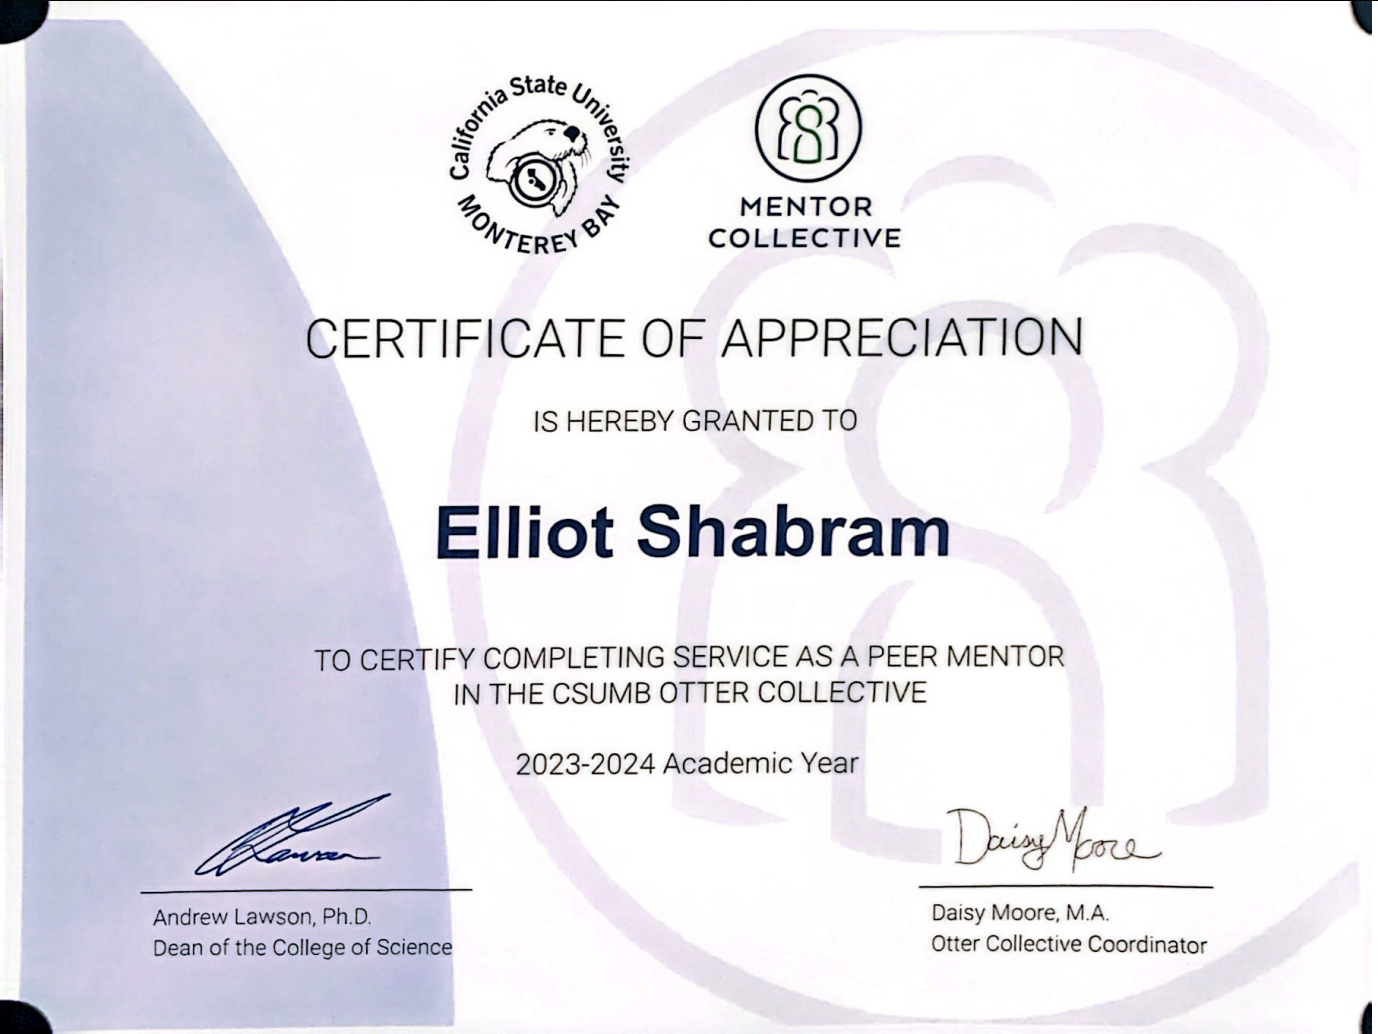 California State University
MONTEREY BAY
MENTOR
COLLECTIVE
CERTIFICATE OF APPRECIATION
IS HEREBY GRANTED TO
Elliot Shabram
TO CERTIFY COMPLETING SERVICE AS A PEER MENTOR
IN THE CSUMB OTTER COLLECTIVE
2023-2024 Academic Year
Daisy Moore
Andrew Lawson, Ph.D.
Dean of the College of Science
Daisy Moore, M.A.
Otter Collective Coordinator